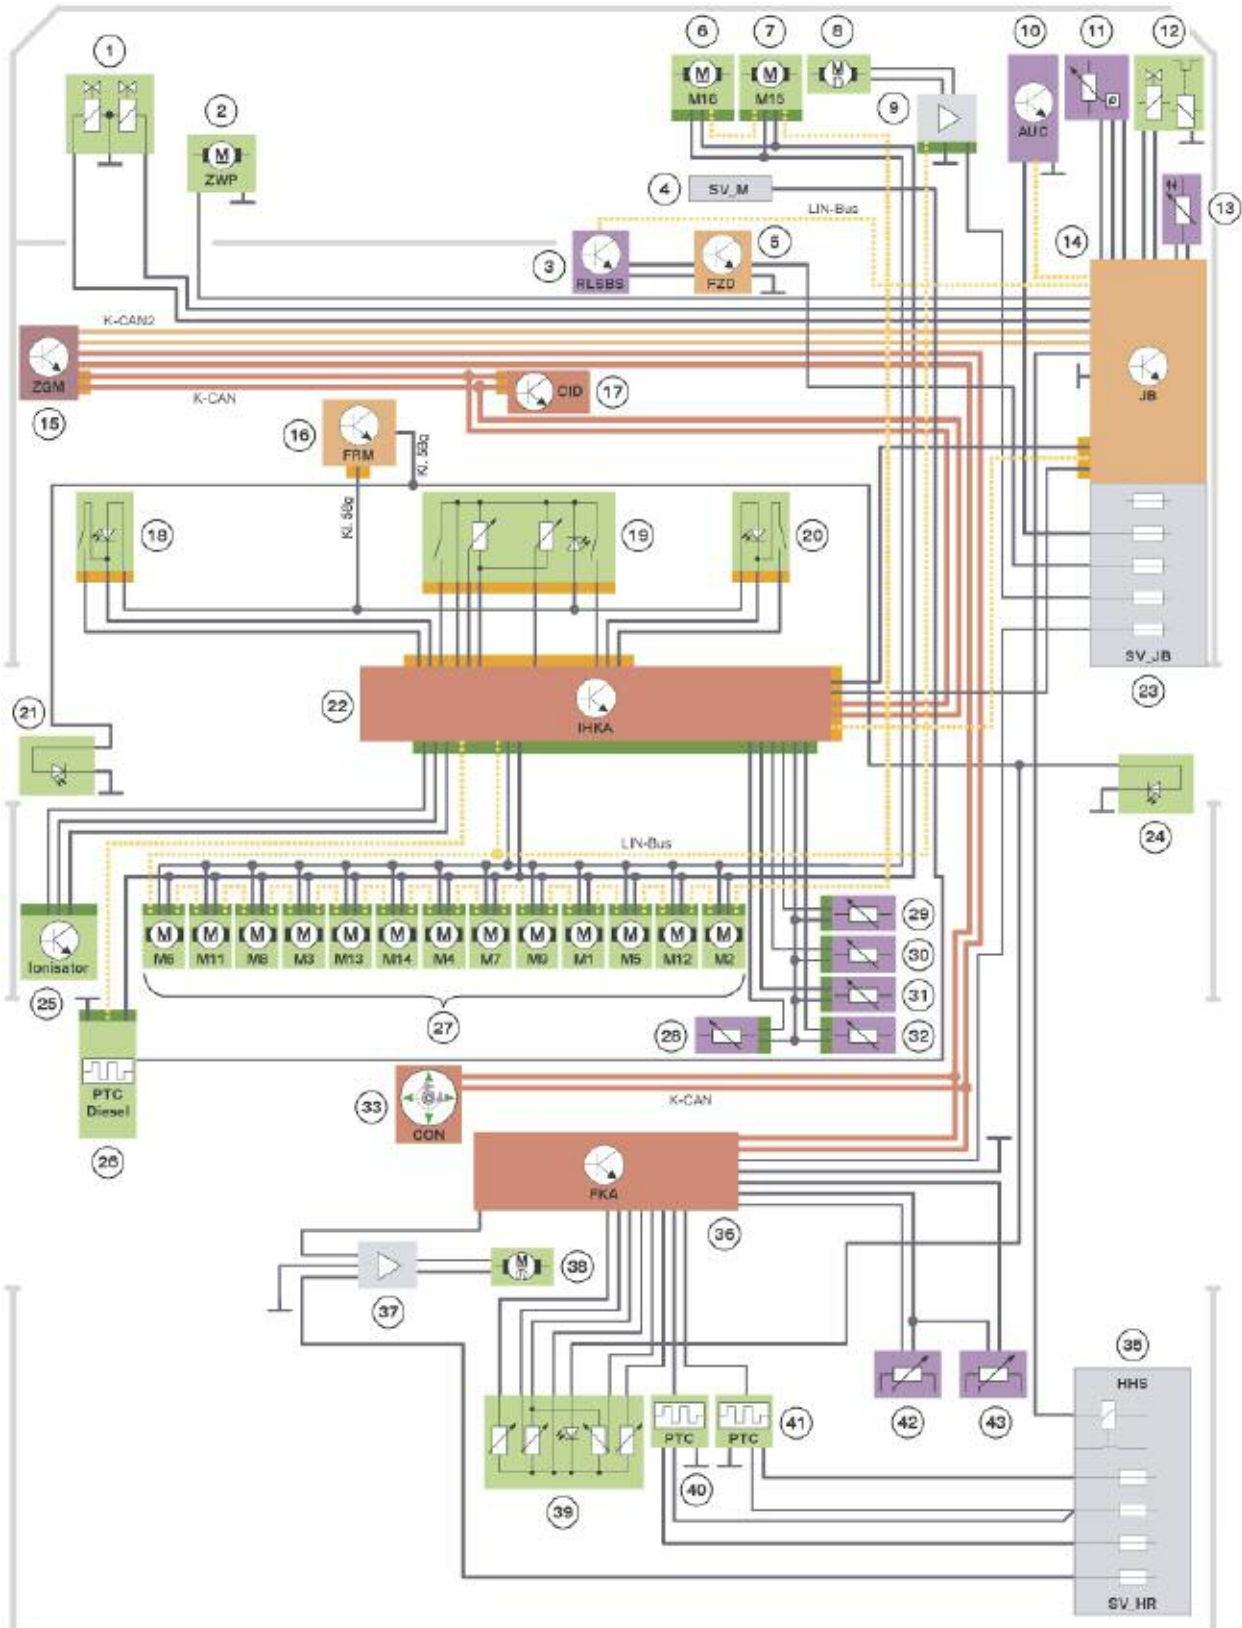 1
2
6
7
8
10
11
12
M
M
M
M16
M15
9
M
ZWP
AUC
4
SV_M
LIN-Bus
13
3
5
14
RLSBS
FZD
K-CAN2
ZGM
JB
K-CAN
CID
17
15
16
FRM
Kl. 58g
Kl. 58g
18
19
20
SV_JB
23
21
22
IHKA
24
LIN-Bus
Ionisator
25
M
M
M
M
M
M
M
M
M
M
M
M
M
M6
M11
M8
M3
M13
M14
M4
M7
M9
M1
M5
M12
M2
27
29
30
31
28
32
PTC
Diesel
26
33
CON
K-CAN
FKA
36
37
M
38
35
HHS
PTC
PTC
41
42
43
40
39
SV_HR